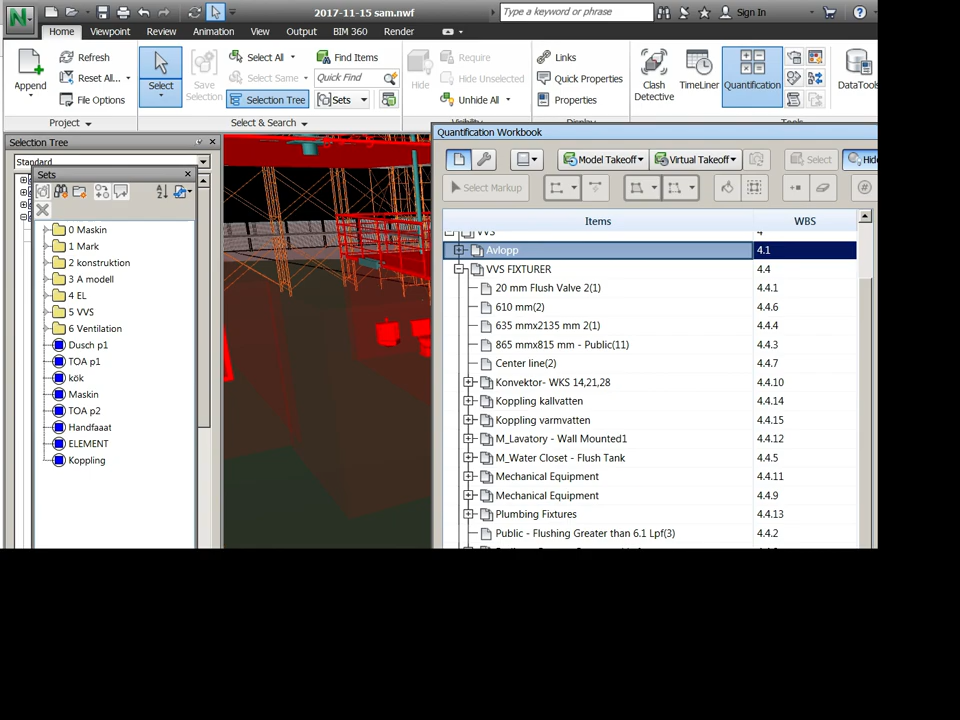 N
2017-11-15 sam.nwf
Type a keyword or phrase
Sign In
Home Viewpoint Review Animation View Output BIM 360 Render
Append
Refresh
Reset All...
File Options
Project
Select
Save Selection
Select All
Select Same
Selection Tree
Find Items
Quick Find
Sets
Select & Search
Hide
Require
Hide Unselected
Unhide All
Links
Quick Properties
Properties
Clash Detective
TimeLiner
Quantification
DataTools
Selection Tree
Standard
Sets
0 Maskin
1 Mark
2 konstruktion
3 A modell
4 EL
5 VVS
6 Ventilation
Dusch p1
TOA p1
kök
Maskin
TOA p2
Handfaaat
ELEMENT
Koppling
Quantification Workbook
Model Takeoff Virtual Takeoff Select Hide
Select Markup
Items WBS
VVS 4
Avlopp 4.1
VVS FIXTURER 4.4
20 mm Flush Valve 2(1) 4.4.1
610 mm(2) 4.4.6
635 mmx2135 mm 2(1) 4.4.4
865 mmx815 mm - Public(11) 4.4.3
Center line(2) 4.4.7
Konvektor- WKS 14,21,28 4.4.10
Koppling kallvatten 4.4.14
Koppling varmvatten 4.4.15
M_Lavatory - Wall Mounted1 4.4.12
M_Water Closet - Flush Tank 4.4.5
Mechanical Equipment 4.4.11
Mechanical Equipment 4.4.9
Plumbing Fixtures 4.4.13
Public - Flushing Greater than 6.1 Lpf(3) 4.4.2